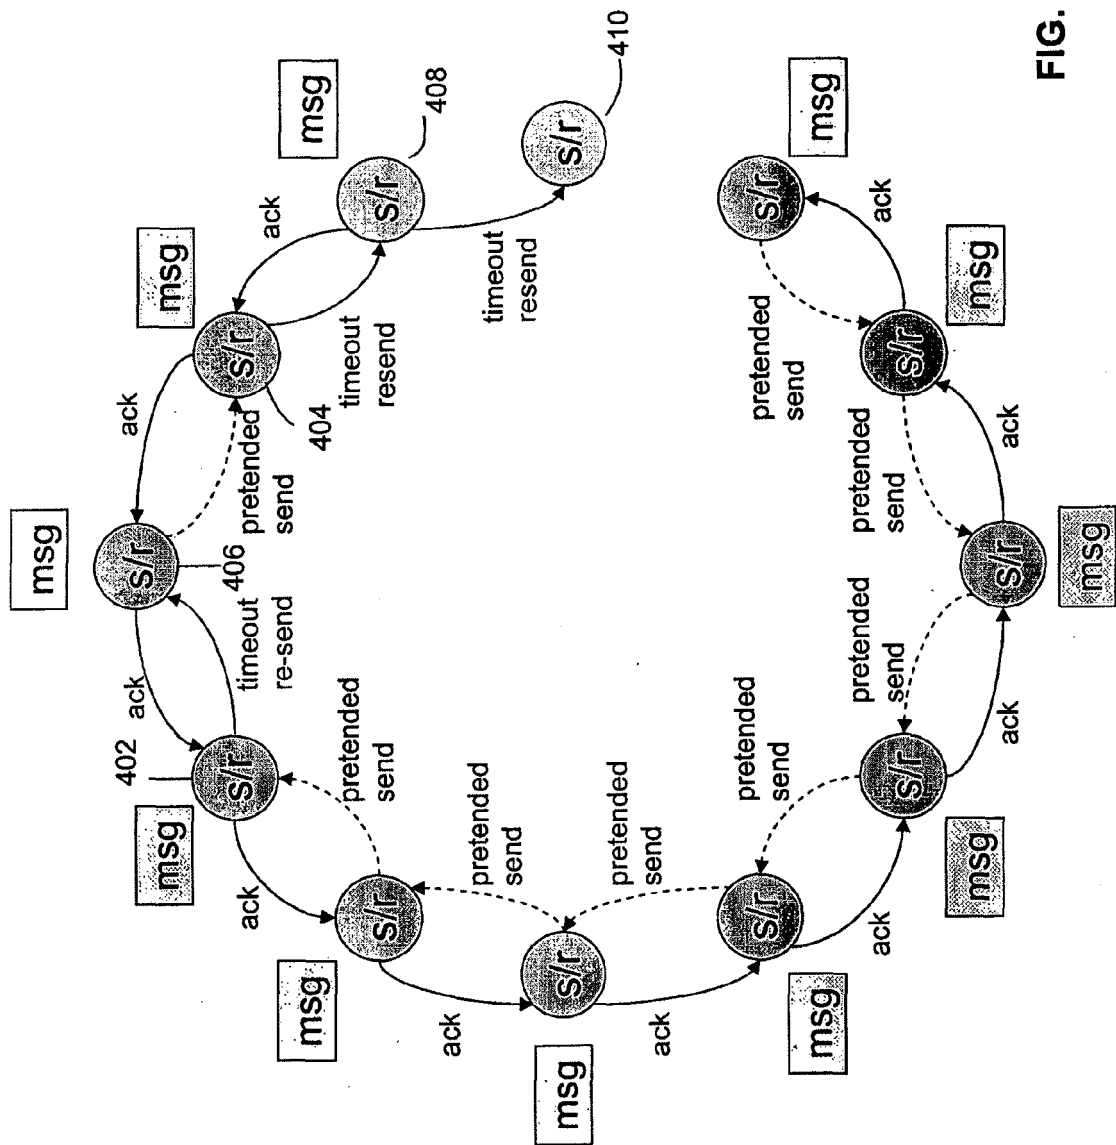 msg
ack
ack
s/r
402
msg
s/r
406
msg
s/r
404
timeout
re-send
pretended
send
ack
ack
msg
s/r
s/r
408
msg
pretended
send
timeout
resend
ack
msg
s/r
pretended
send
timeout
resend
s/r
410
ack
pretended
send
msg
s/r
pretended
send
pretended
send
s/r
msg
ack
msg
s/r
pretended
send
pretended
send
s/r
msg
ack
ack
s/r
ack
msg
FIG.